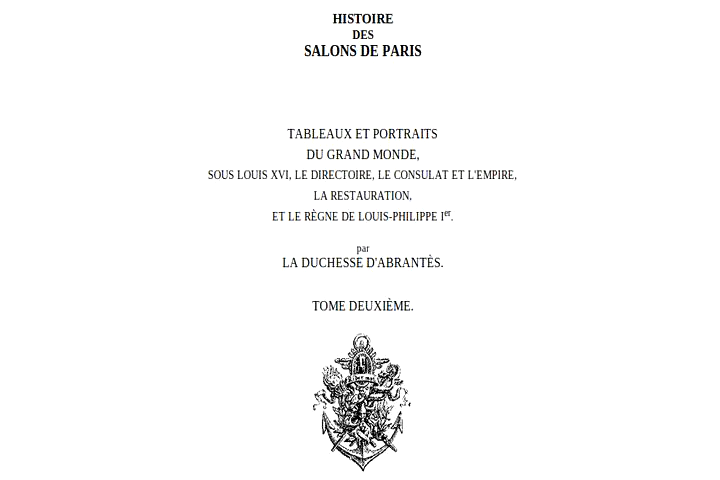 HISTOIRE
DES
SALONS DE PARIS
TABLEAUX ET PORTRAITS
DU GRAND MONDE,
SOUS LOUIS XVI, LE DIRECTOIRE, LE CONSULAT ET L'EMPIRE,
LA RESTAURATION,
ET LE RÈGNE DE LOUIS-PHILIPPE Ier.
par
LA DUCHESSE D'ABRANTÈS.
TOME DEUXIÈME.